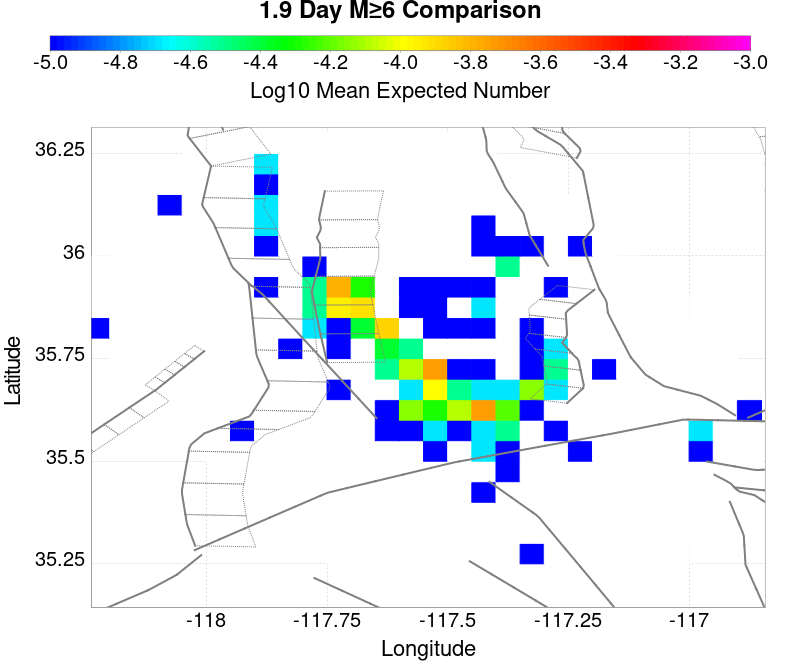 1.9 Day M≥6 Comparison
-5.0 -4.8 -4.6 -4.4 -4.2 -4.0 -3.8 -3.6 -3.4 -3.2 -3.0
Log10 Mean Expected Number
36.25
36
35.75
35.5
35.25
Latitude
-118 -117.75 -117.5 -117.25 -117
Longitude